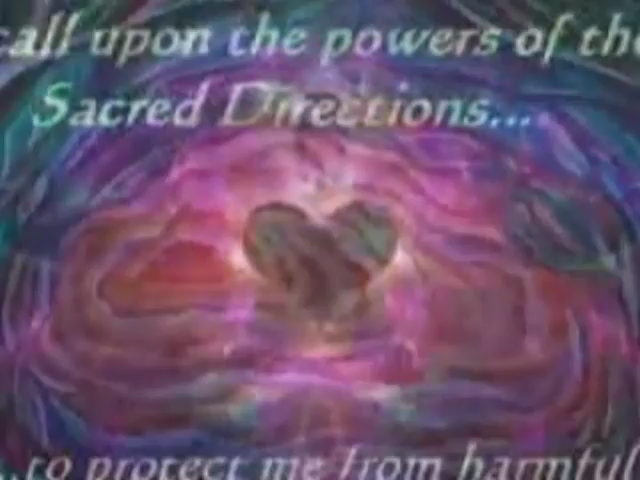 call upon the powers of the
Sacred Directions...
...to protect me from harmful